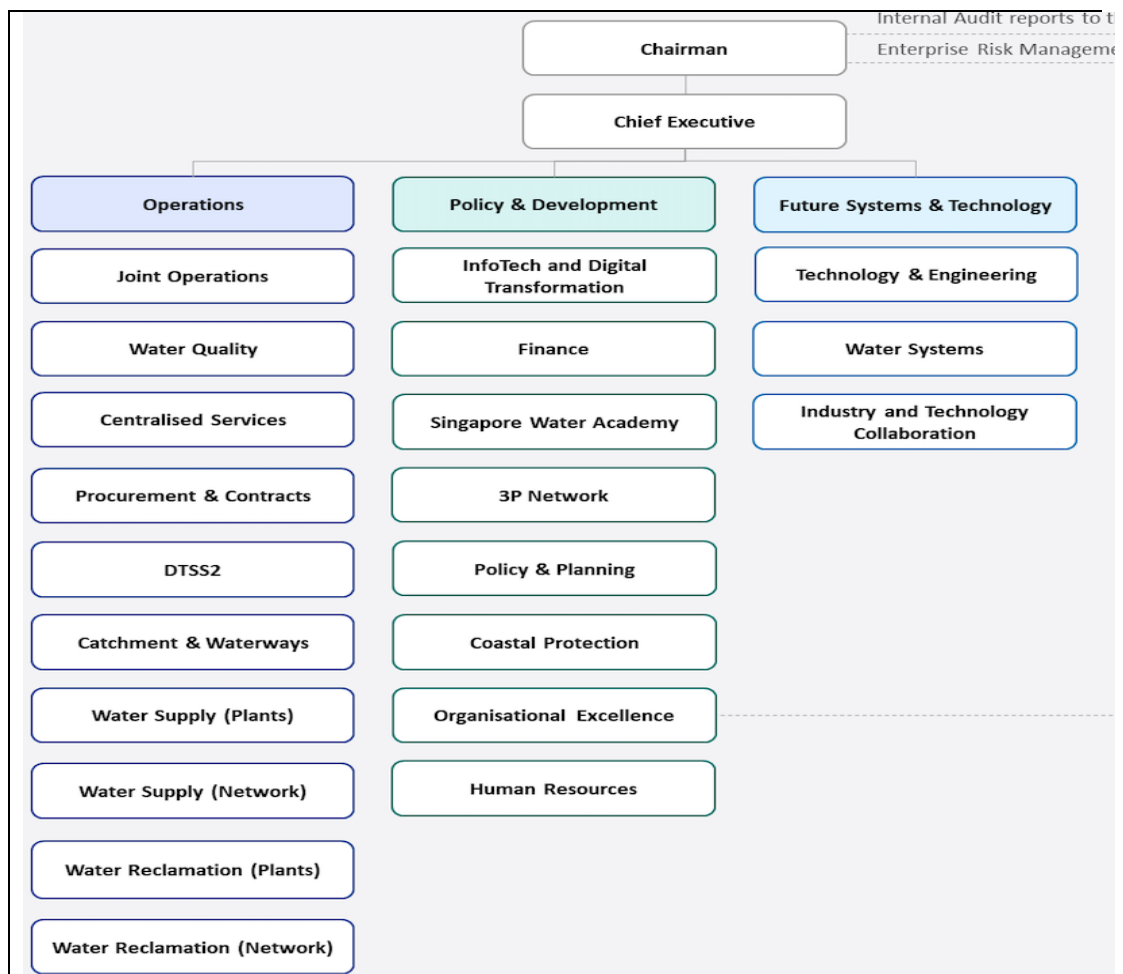 Internal Audit reports to t
Chairman
Enterprise Risk Manageme
Chief Executive
Operations
Policy & Development
Future Systems & Technology
Joint Operations
InfoTech and Digital
Transformation
Technology & Engineering
Water Quality
Finance
Water Systems
Centralised Services
Singapore Water Academy
Industry and Technology
Collaboration
Procurement & Contracts
3P Network
DTSS2
Policy & Planning
Catchment & Waterways
Coastal Protection
Water Supply (Plants)
Organisational Excellence
Water Supply (Network)
Human Resources
Water Reclamation (Plants)
Water Reclamation (Network)